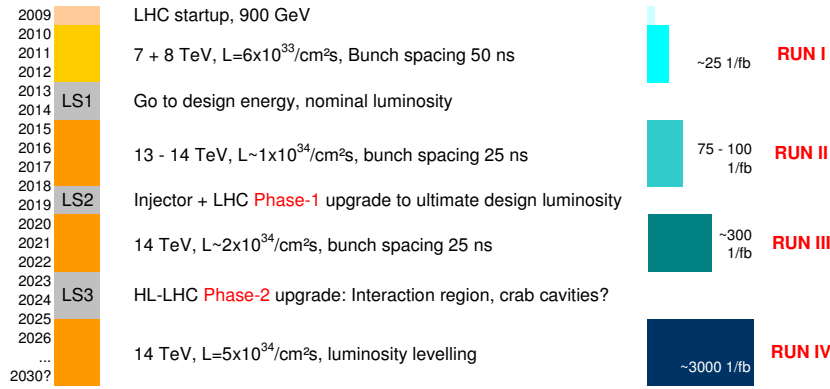 2009 LHC startup, 900 GeV
2010
2011 7 + 8 TeV, L=6x10³³/cm²s, Bunch spacing 50 ns ~25 1/fb RUN I
2012
2013
LS1 Go to design energy, nominal luminosity
2014
2015
2016 13 - 14 TeV, L~1x10³⁴/cm²s, bunch spacing 25 ns 75 - 100 1/fb RUN II
2017
2018
LS2 Injector + LHC Phase-1 upgrade to ultimate design luminosity
2019
2020
2021 14 TeV, L~2x10³⁴/cm²s, bunch spacing 25 ns ~300 1/fb RUN III
2022
2023
LS3 HL-LHC Phase-2 upgrade: Interaction region, crab cavities?
2024
2025
2026
... 14 TeV, L=5x10³⁴/cm²s, luminosity levelling ~3000 1/fb RUN IV
2030?